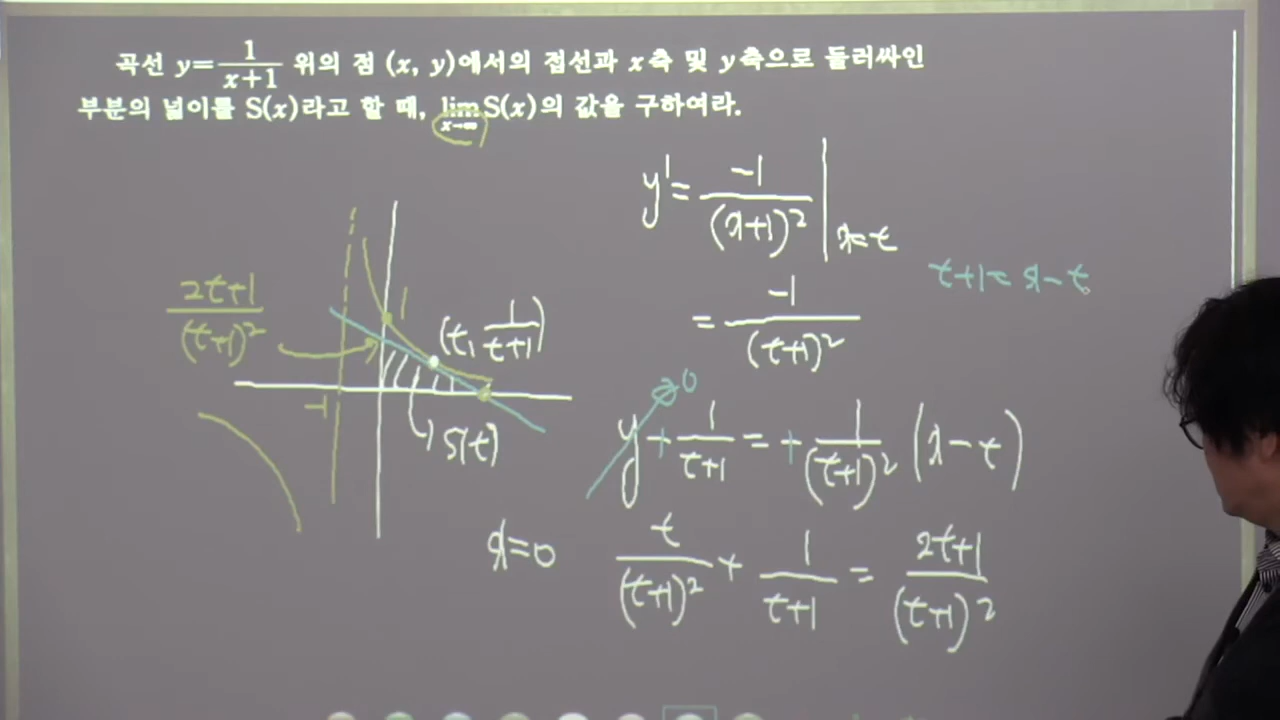 곡선 y=1/(x+1) 위의 점 (x, y)에서의 접선과 x축 및 y축으로 둘러싸인
부분의 넓이를 S(x)라고 할 때, lim x→∞ S(x)의 값을 구하여라.
y' = -1/(x+1)² | x=t
t+1 = x-t
= -1/(t+1)²
(2t+1)/(t+1)²
1
(t, 1/(t+1))
-1
S(t)
0
y + 1/(t+1) = + 1/(t+1)² (x-t)
x=0
t/(t+1)² + 1/(t+1) = (2t+1)/(t+1)²